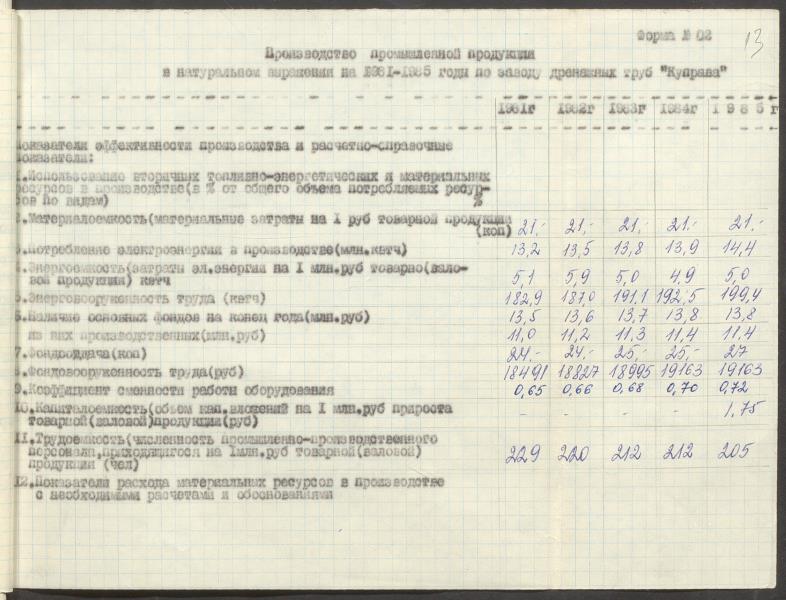 Форма № 02
13
Производство промышленной продукции
в натуральном выражении на 1981-1985 годы по заводу дренажных труб "Куправа"
1981г 1982г 1983г 1984г 1985г
Показатели эффективности производства и расчетно-справочные
показатели:
1.Использование вторичных топливно-энергетических и материальных
ресурсов в производстве(в % от общего объема потребляемых ресур-
сов по видам) %
2.Материалоемкость(материальные затраты на I руб товарной продукции
(коп) 21,- 21,- 21,- 21,- 21,-
3.Потребление электроэнергии в производстве(млн.квтч) 13,2 13,5 13,8 13,9 14,4
4.Энергоемкость(затраты эл.энергии на I млн.руб товарно(вало-
вой продукции) квтч 5,1 5,9 5,0 4,9 5,0
5.Энерговооруженность труда (квтч) 182,9 187,0 191,1 192,5 199,4
6.Наличие основных фондов на конец года(млн.руб) 13,5 13,6 13,7 13,8 13,8
из них производственных(млн.руб) 11,0 11,2 11,3 11,4 11,4
7.Фондоотдача(коп) 24,- 24,- 25,- 25,- 27
8.Фондовооруженность труда(руб) 18491 18827 18995 19163 19163
9.Коэффициент сменности работы оборудования 0,65 0,66 0,68 0,70 0,72
10.Капиталоемкость(объем кап.вложений на I млн.руб прироста
товарной(валовой)продукции(руб) - - - - 1,75
11.Трудоемкость(численность промышленно-производственного
персонала,приходящегося на 1млн.руб товарной(валовой)
продукции (чел) 229 220 212 212 205
12.Показатели расхода материальных ресурсов в производстве
с необходимыми расчетами и обоснованиями